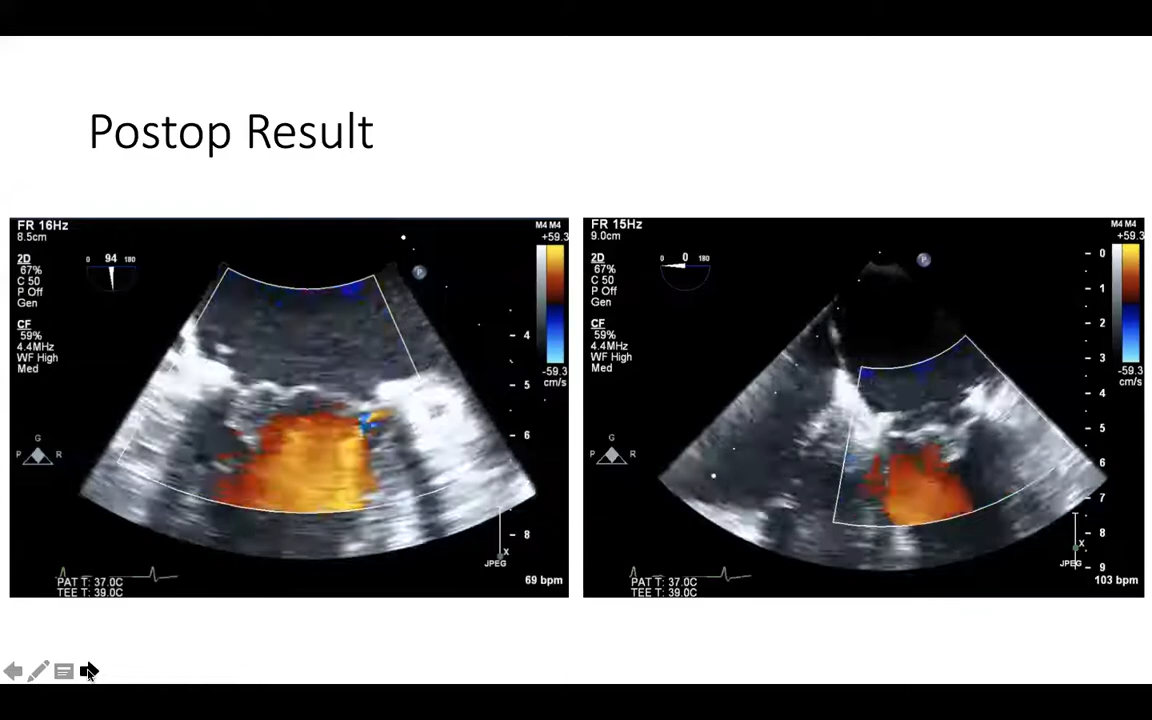 Postop Result
FR 16Hz
8.5cm
2D
67%
C 50
P Off
Gen
CF
59%
4.4MHz
WF High
Med
0 94 180
P
M4 M4
+59.3
-59.3
cm/s
4
5
6
8
G
P R
X
JPEG
PAT T: 37.0C
TEE T: 39.0C
69 bpm
FR 15Hz
9.0cm
2D
67%
C 50
P Off
Gen
CF
59%
4.4MHz
WF High
Med
0 0 180
P
M4 M4
+59.3
-59.3
cm/s
0
1
2
3
4
5
6
7
8
9
G
P R
X
JPEG
PAT T: 37.0C
TEE T: 39.0C
103 bpm